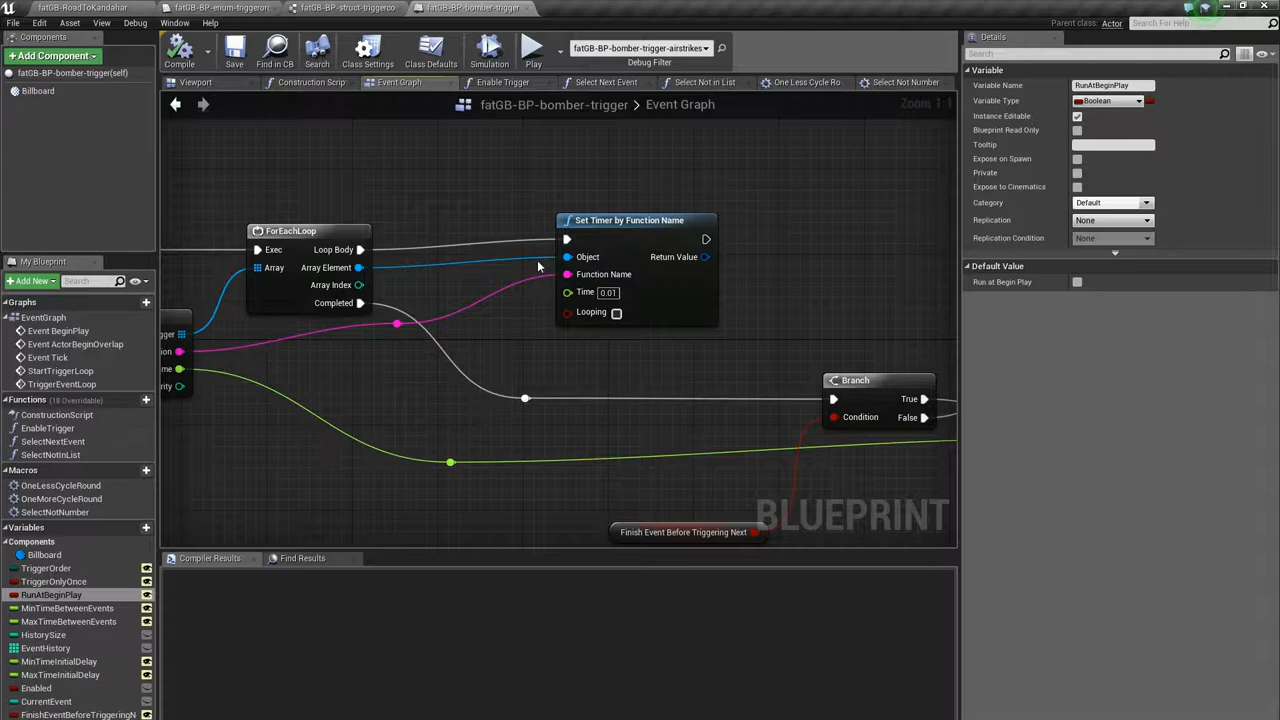 fatGB-RoadToKandahar
fatGB-BP-enum-triggerord
fatGB-BP-struct-triggerco
fatGB-BP-bomber-trigger
File Edit Asset View Debug Window Help
Parent class: Actor
Search For Help
Components
+ Add Component
fatGB-BP-bomber-trigger(self)
Billboard
Compile
Save
Find in CB
Search
Class Settings
Class Defaults
Simulation
Play
fatGB-BP-bomber-trigger-airstrikes
Debug Filter
Viewport
Construction Scrip
Event Graph
Enable Trigger
Select Next Event
Select Not in List
One Less Cycle Ro
Select Not Number
fatGB-BP-bomber-trigger > Event Graph
Zoom 1:1
ForEachLoop
Exec
Loop Body
Array
Array Element
Array Index
Completed
Set Timer by Function Name
Object
Return Value
Function Name
Time 0.01
Looping
Branch
True
Condition
False
Finish Event Before Triggering Next
BLUEPRINT
Compiler Results
Find Results
My Blueprint
+ Add New
Search
Graphs
EventGraph
Event BeginPlay
Event ActorBeginOverlap
Event Tick
StartTriggerLoop
TriggerEventLoop
Functions (18 Overridable)
ConstructionScript
EnableTrigger
SelectNextEvent
SelectNotInList
Macros
OneLessCycleRound
OneMoreCycleRound
SelectNotNumber
Variables
Components
Billboard
TriggerOrder
TriggerOnlyOnce
RunAtBeginPlay
MinTimeBetweenEvents
MaxTimeBetweenEvents
HistorySize
EventHistory
MinTimeInitialDelay
MaxTimeInitialDelay
Enabled
CurrentEvent
FinishEventBeforeTriggeringN
Details
Search
Variable
Variable Name RunAtBeginPlay
Variable Type Boolean
Instance Editable
Blueprint Read Only
Tooltip
Expose on Spawn
Private
Expose to Cinematics
Category Default
Replication None
Replication Condition None
Default Value
Run at Begin Play